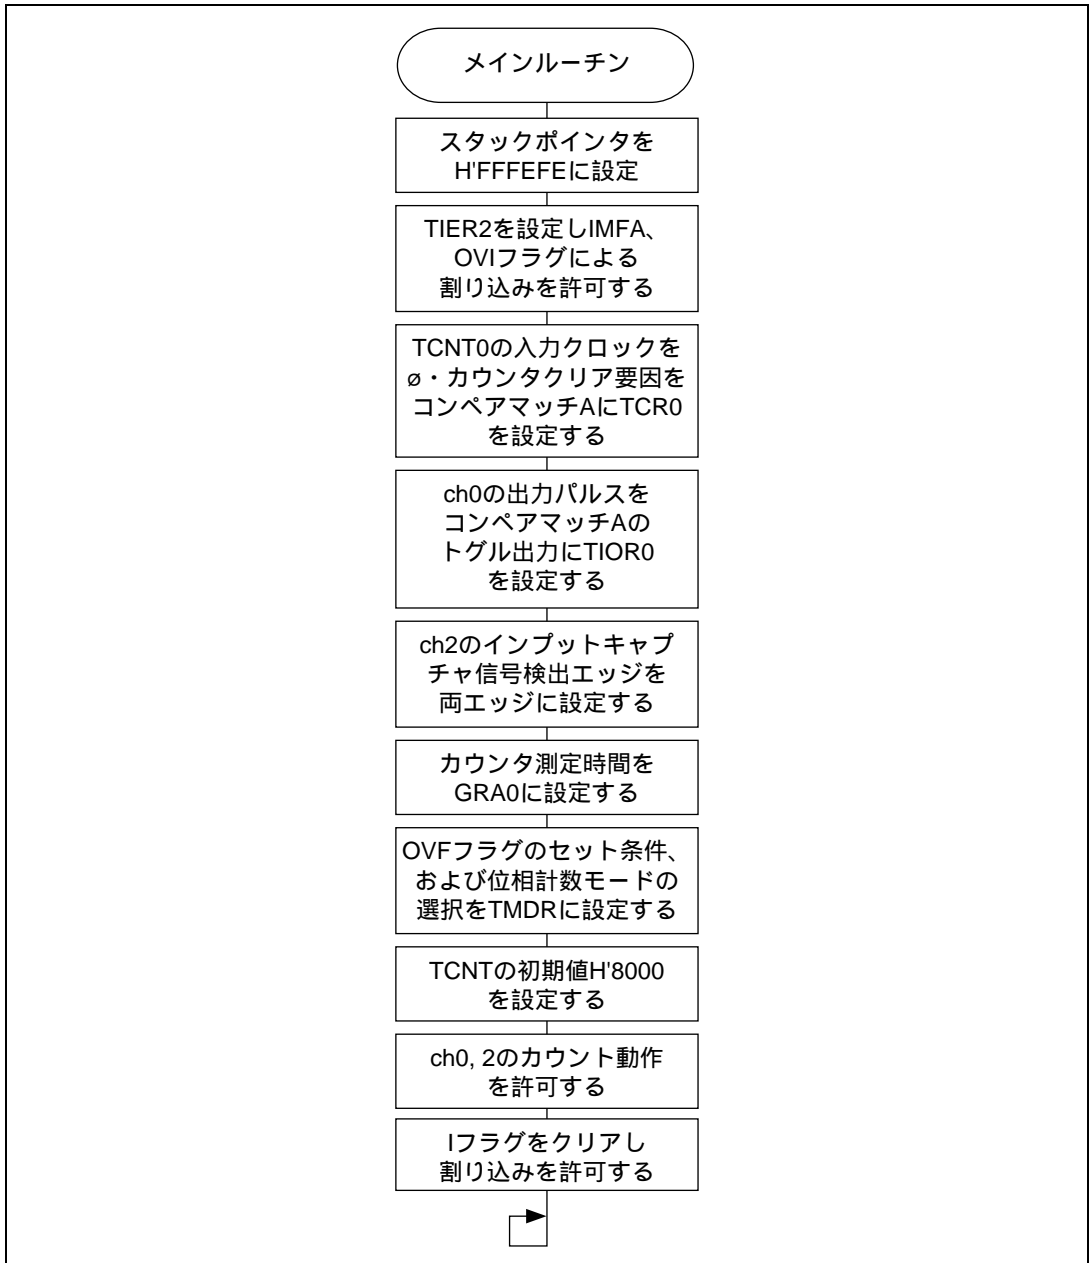 メインルーチン
スタックポインタを
H'FFFEFEに設定
TIER2を設定しIMFA、
OVIフラグによる
割り込みを許可する
TCNT0の入力クロックを
ø・カウンタクリア要因を
コンペアマッチAにTCR0
を設定する
ch0の出力パルスを
コンペアマッチAの
トグル出力にTIOR0
を設定する
ch2のインプットキャプ
チャ信号検出エッジを
両エッジに設定する
カウンタ測定時間を
GRA0に設定する
OVFフラグのセット条件、
および位相計数モードの
選択をTMDRに設定する
TCNTの初期値H'8000
を設定する
ch0, 2のカウント動作
を許可する
Iフラグをクリアし
割り込みを許可する